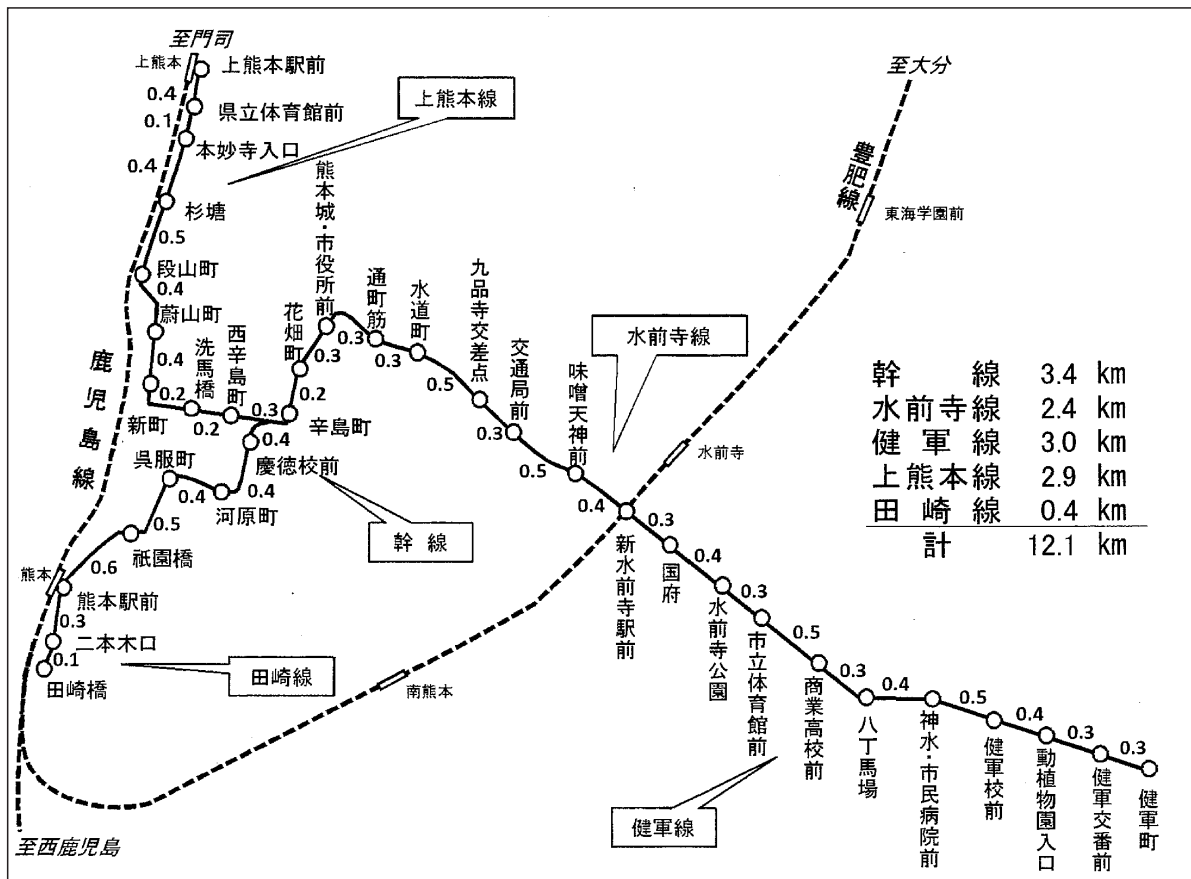 至門司
上熊本
上熊本駅前
0.4
県立体育館前
0.1
本妙寺入口
0.4
杉塘
0.5
段山町
0.4
蔚山町
0.4
新町
0.2
洗馬橋
0.2
西辛島町
0.3
辛島町
上熊本線
鹿児島線
0.2
花畑町
0.3
熊本城・市役所前
0.3
通町筋
0.3
水道町
0.5
九品寺交差点
0.3
交通局前
0.5
味噌天神前
0.4
新水前寺駅前
水前寺線
0.4
慶徳校前
0.4
河原町
0.4
呉服町
0.5
祇園橋
0.6
熊本
熊本駅前
0.3
二本木口
0.1
田崎橋
田崎線
幹線
至西鹿児島
南熊本
水前寺
豊肥線
東海学園前
至大分
0.3
国府
0.4
水前寺公園
0.3
市立体育館前
0.5
商業高校前
0.3
八丁馬場
0.4
神水・市民病院前
0.5
健軍校前
0.4
動植物園入口
0.3
健軍交番前
0.3
健軍町
健軍線
幹線 3.4 km
水前寺線 2.4 km
健軍線 3.0 km
上熊本線 2.9 km
田崎線 0.4 km
計 12.1 km